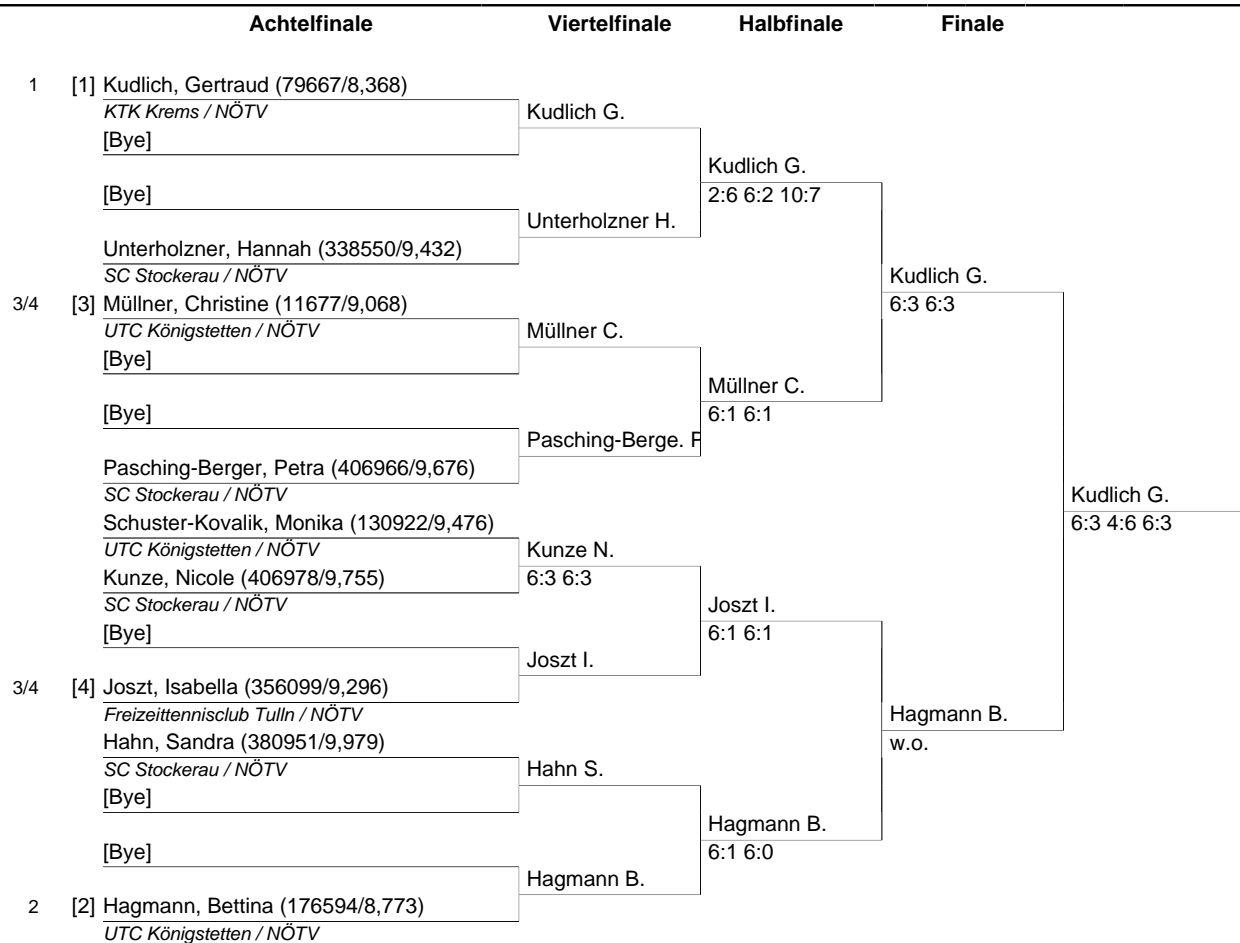 Achtelfinale Viertelfinale Halbfinale Finale
1 [1] Kudlich, Gertraud (79667/8,368)
KTK Krems / NÖTV Kudlich G.
[Bye]
Kudlich G.
[Bye] 2:6 6:2 10:7
Unterholzner H.
Unterholzner, Hannah (338550/9,432)
SC Stockerau / NÖTV Kudlich G.
3/4 [3] Müllner, Christine (11677/9,068) 6:3 6:3
UTC Königstetten / NÖTV Müllner C.
[Bye]
Müllner C.
[Bye] 6:1 6:1
Pasching-Berge.
Pasching-Berger, Petra (406966/9,676)
SC Stockerau / NÖTV Kudlich G.
Schuster-Kovalik, Monika (130922/9,476) 6:3 4:6 6:3
UTC Königstetten / NÖTV Kunze N.
Kunze, Nicole (406978/9,755) 6:3 6:3
SC Stockerau / NÖTV Joszt I.
[Bye] 6:1 6:1
Joszt I.
3/4 [4] Joszt, Isabella (356099/9,296)
Freizeittennisclub Tulln / NÖTV Hagmann B.
Hahn, Sandra (380951/9,979) w.o.
SC Stockerau / NÖTV Hahn S.
[Bye]
Hagmann B.
[Bye] 6:1 6:0
Hagmann B.
2 [2] Hagmann, Bettina (176594/8,773)
UTC Königstetten / NÖTV